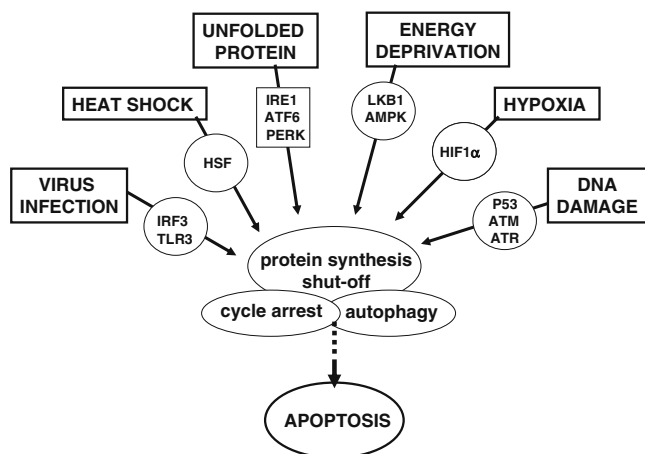 UNFOLDED
PROTEIN
ENERGY
DEPRIVATION
HEAT SHOCK
IRE1
ATF6
PERK
LKB1
AMPK
HYPOXIA
HSF
HIF1α
VIRUS
INFECTION
IRF3
TLR3
P53
ATM
ATR
DNA
DAMAGE
protein synthesis
shut-off
cycle arrest
autophagy
APOPTOSIS